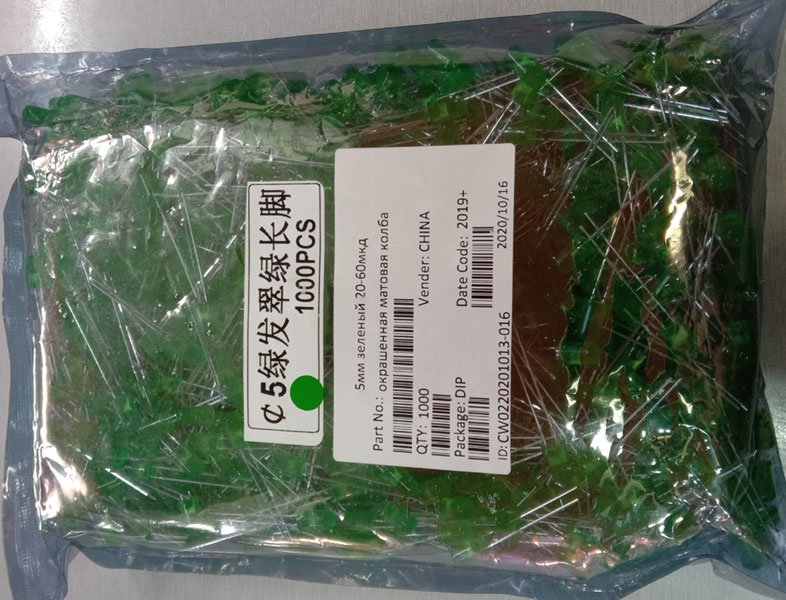 ₵5绿发翠绿长脚
1000PCS
5мм зеленый 20-60мкд
Part No.: окрашенная матовая колба
QTY: 1000
Vender: CHINA
Package: DIP
Date Code: 2019+
ID: CW0220201013-016
2020/10/16